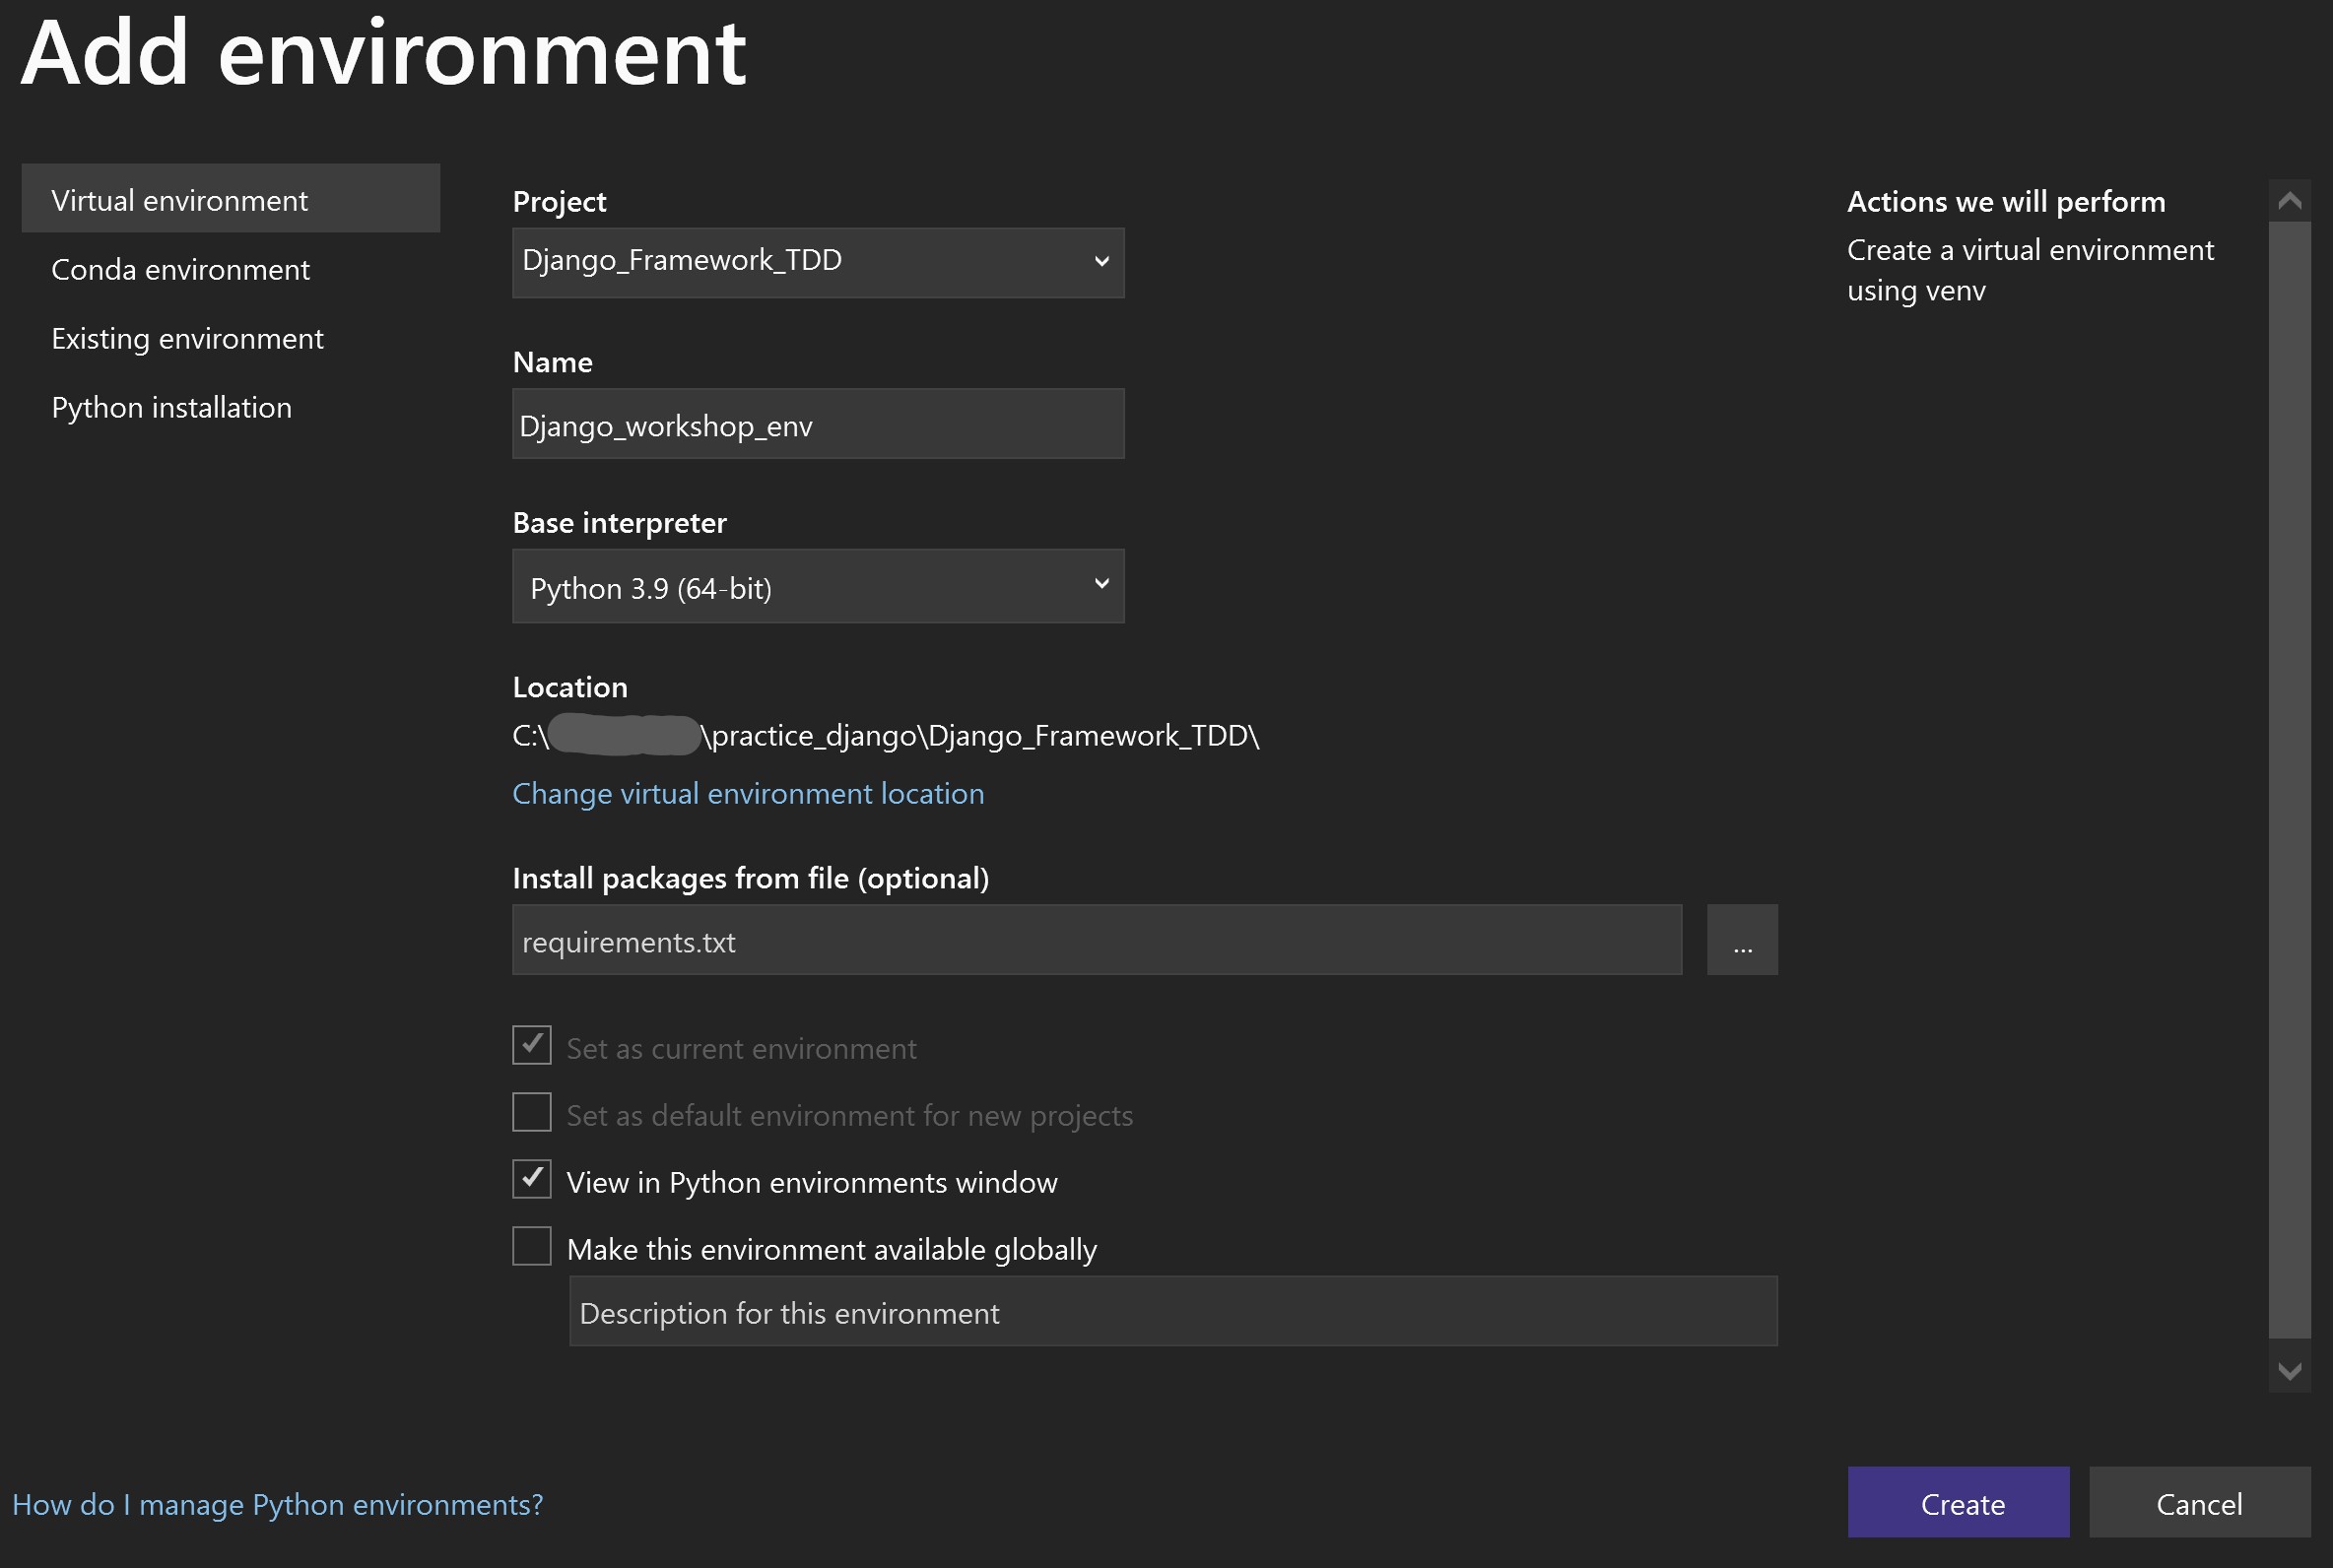 Add environment
Virtual environment
Conda environment
Existing environment
Python installation
Project
Django_Framework_TDD
Name
Django_workshop_env
Base interpreter
Python 3.9 (64-bit)
Location
C:\ \practice_django\Django_Framework_TDD\
Change virtual environment location
Install packages from file (optional)
requirements.txt
...
Set as current environment
Set as default environment for new projects
View in Python environments window
Make this environment available globally
Description for this environment
Actions we will perform
Create a virtual environment
using venv
How do I manage Python environments?
Create
Cancel